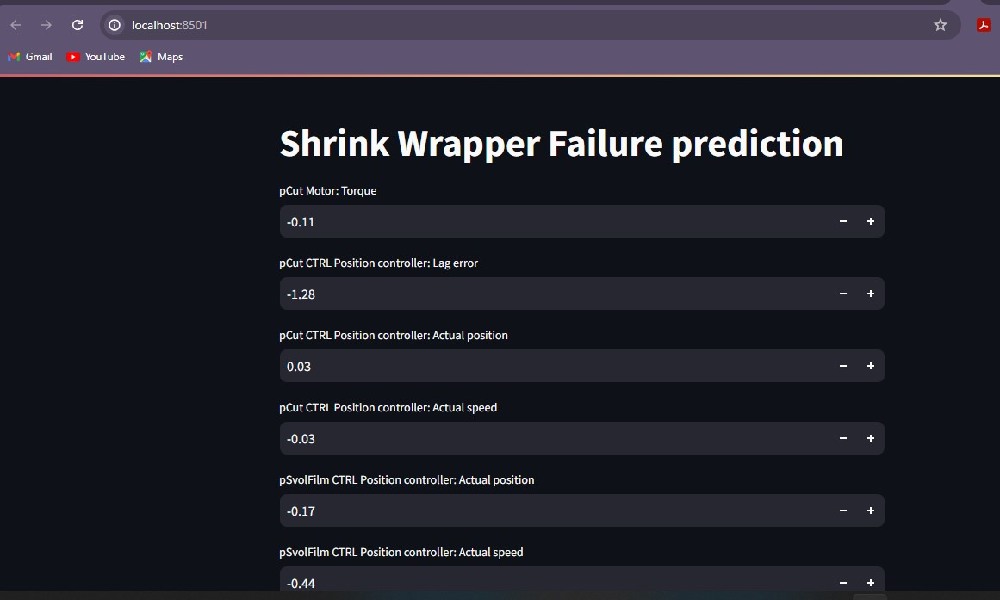 localhost:8501
Gmail YouTube Maps
Shrink Wrapper Failure prediction
pCut Motor: Torque
-0.11
pCut CTRL Position controller: Lag error
-1.28
pCut CTRL Position controller: Actual position
0.03
pCut CTRL Position controller: Actual speed
-0.03
pSvolFilm CTRL Position controller: Actual position
-0.17
pSvolFilm CTRL Position controller: Actual speed
-0.44